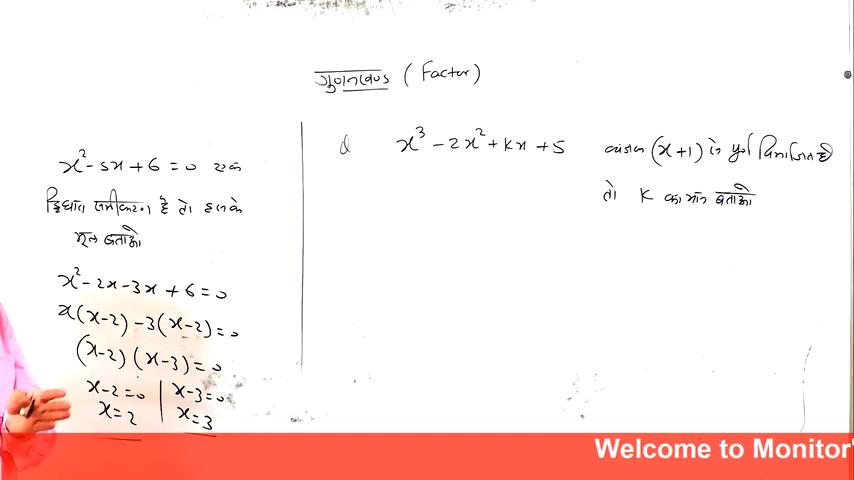 गुणनखण्ड (Factor)
x² - 5x + 6 = 0 एक
द्विघात समीकरण है तो इसके
मूल बताओ
x² - 2x - 3x + 6 = 0
x(x-2) - 3(x-2) = 0
(x-2)(x-3) = 0
x-2=0 | x-3=0
x=2 | x=3
x³ - 2x² + kx + 5 व्यंजक (x+1) से पूर्ण विभाजित है
तो K का मान बताओ
Welcome to Monitor